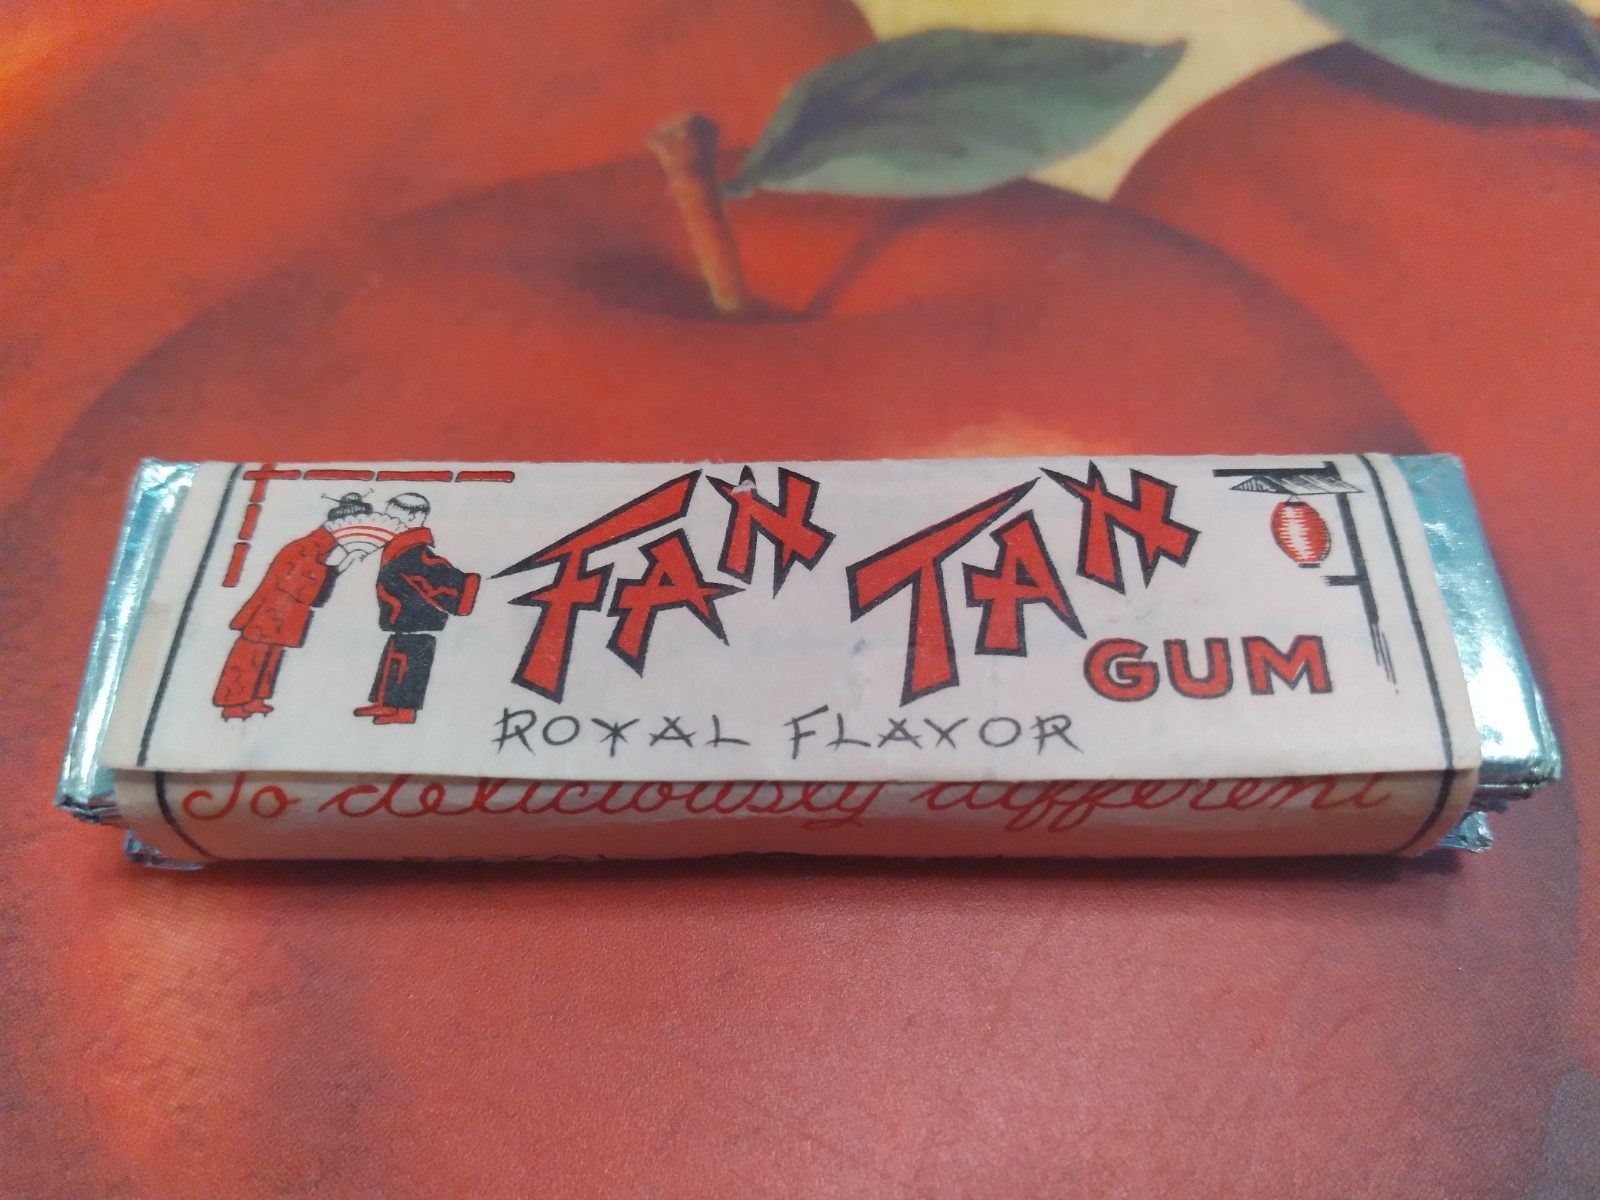 FAN TAN
GUM
ROYAL FLAVOR
So deliciously different